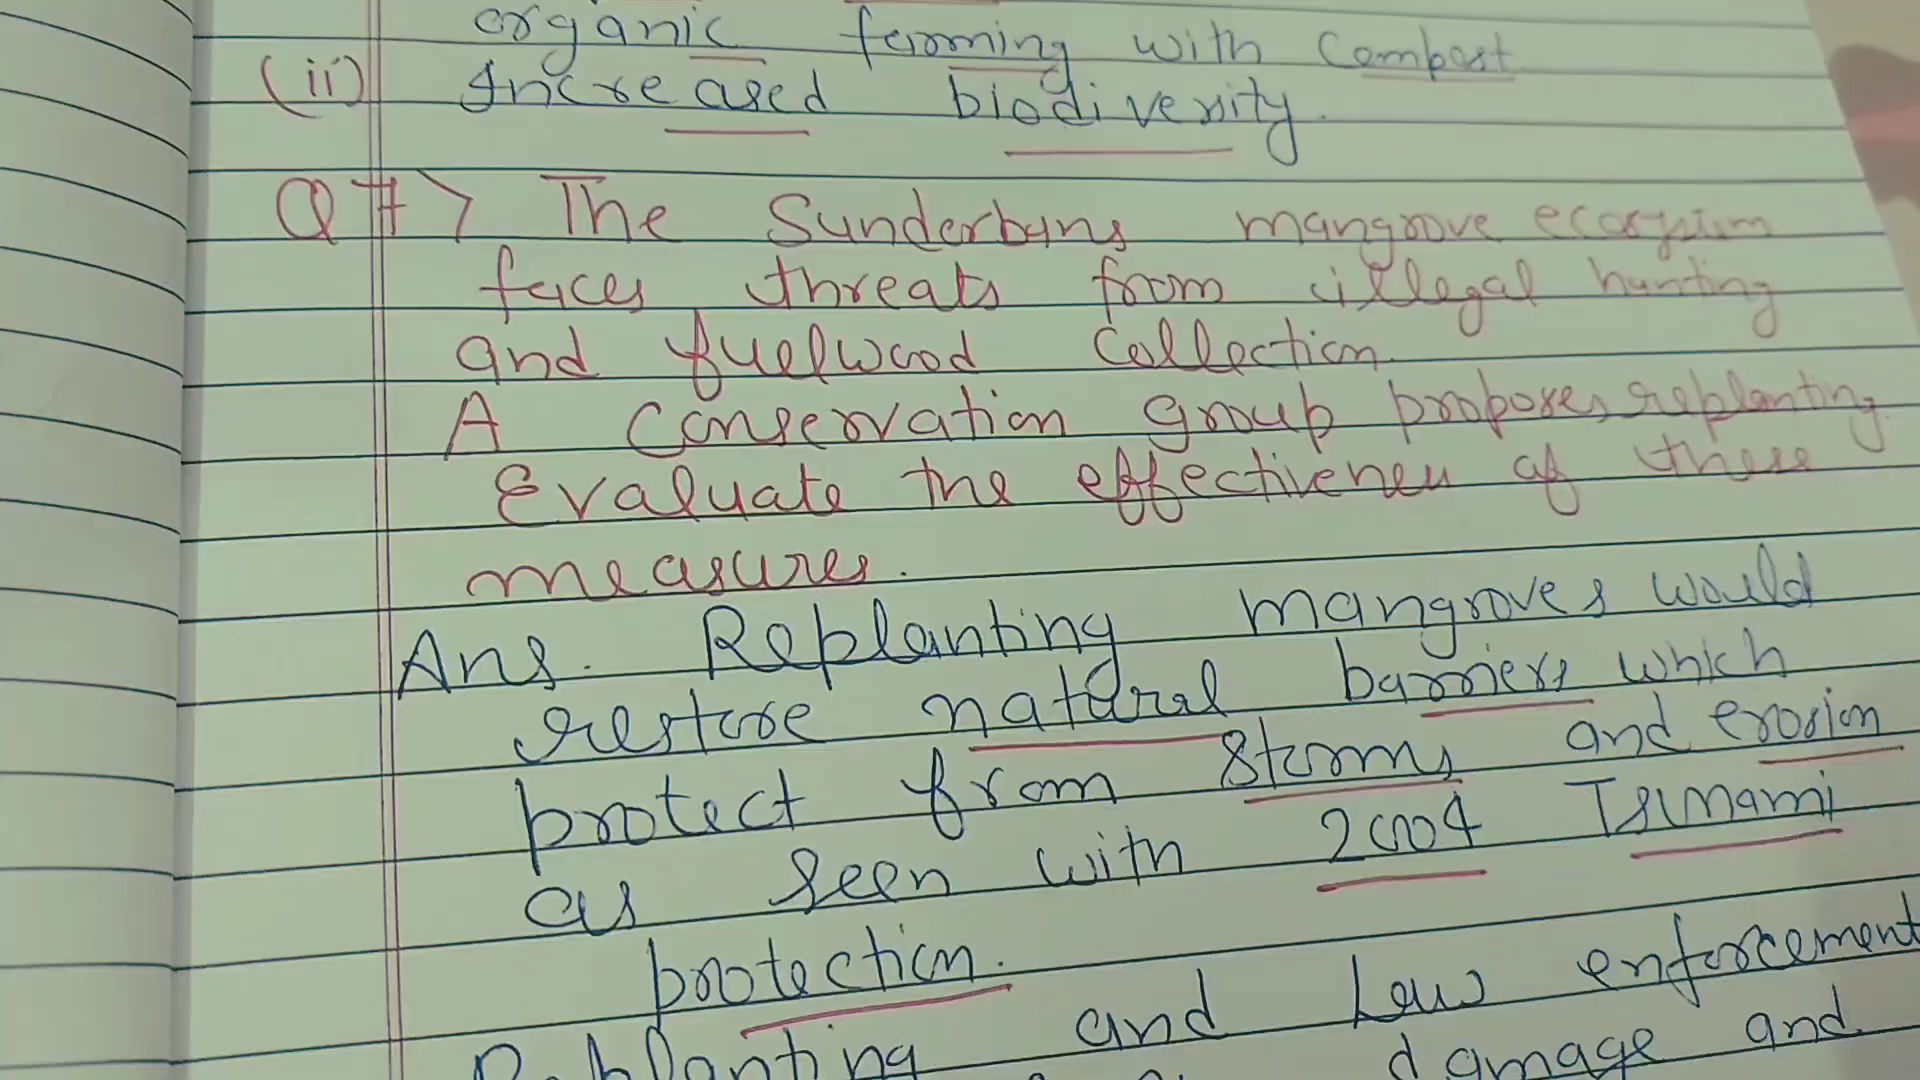 organic farming with Compost
(ii) Increased biodiversity.
Q7> The Sunderbans mangrove ecosystem
faces threats from illegal hunting
and fuelwood Collection.
A Conservation group proposes replanting
Evaluate the effectiveness of these
measures.
Ans. Replanting mangroves would
restore natural barriers which
protect from storms and erosion
as seen with 2004 Tsunami
protection.
Replanting and Law enforcement
damage and